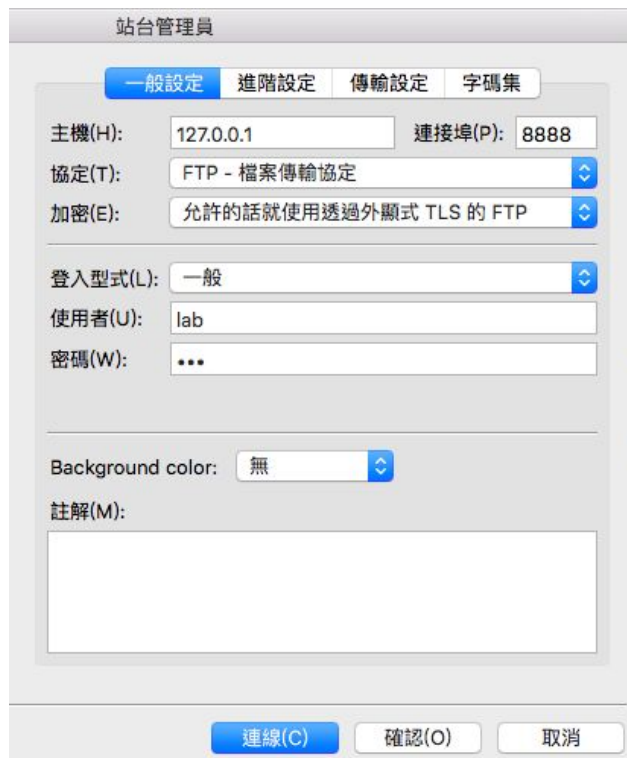 站台管理員
一般設定 進階設定 傳輸設定 字碼集
主機(H): 127.0.0.1 連接埠(P): 8888
協定(T): FTP - 檔案傳輸協定
加密(E): 允許的話就使用透過外顯式 TLS 的 FTP
登入型式(L): 一般
使用者(U): lab
密碼(W): •••
Background color: 無
註解(M):
連線(C) 確認(O) 取消